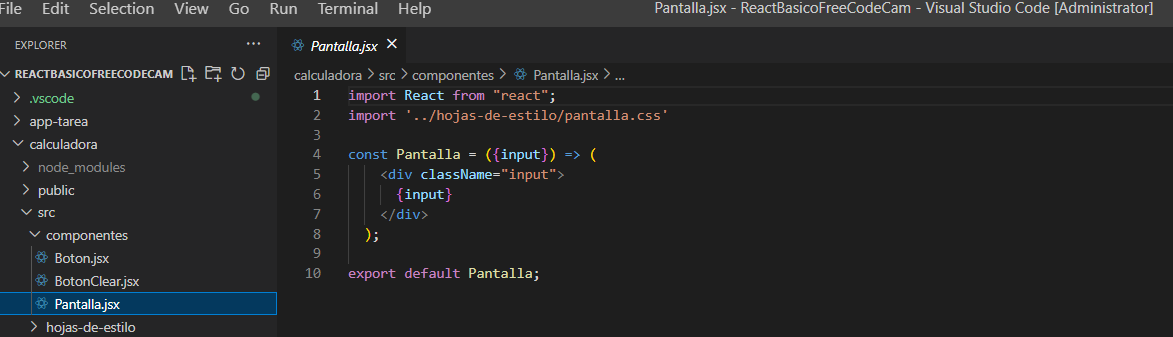 File Edit Selection View Go Run Terminal Help Pantalla.jsx - ReactBasicoFreeCodeCam - Visual Studio Code [Administrator]
EXPLORER ...
REACTBASICOFREECODECAM
.vscode
app-tarea
calculadora
node_modules
public
src
componentes
Boton.jsx
BotonClear.jsx
Pantalla.jsx
hojas-de-estilo
Pantalla.jsx ×
calculadora > src > componentes > Pantalla.jsx > ...
1 import React from "react";
2 import '../hojas-de-estilo/pantalla.css'
3
4 const Pantalla = ({input}) => (
5 <div className="input">
6 {input}
7 </div>
8 );
9
10 export default Pantalla;